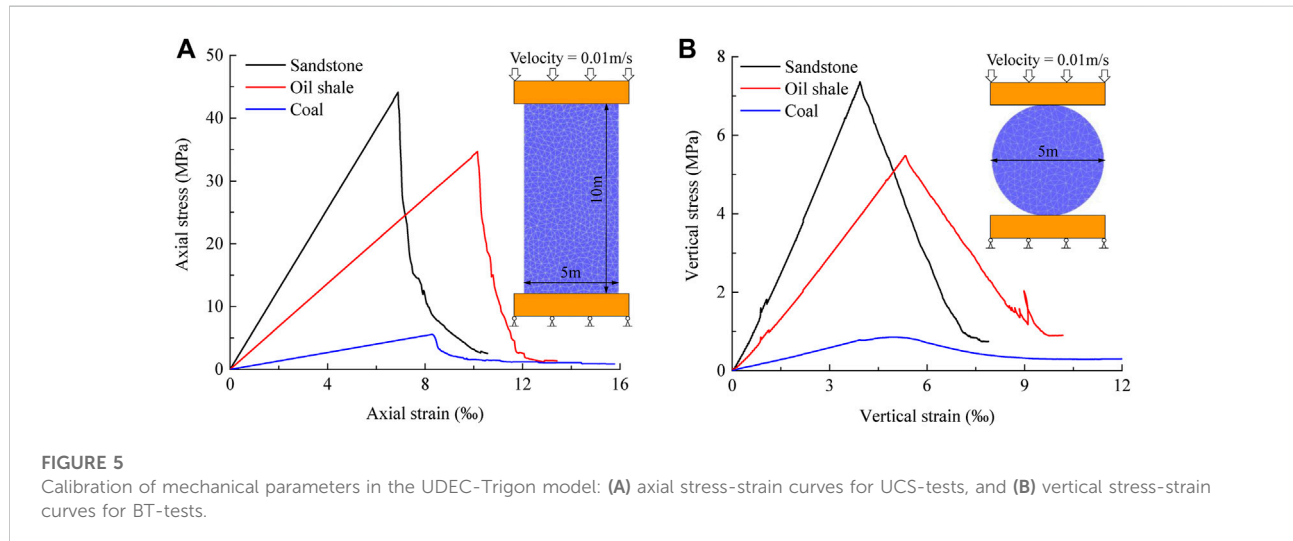 A
B
50
40
30
20
10
0
Axial stress (MPa)
Sandstone
Oil shale
Coal
Velocity = 0.01m/s
10m
5m
0 4 8 12 16
Axial strain (‰)
8
6
4
2
0
Vertical stress (MPa)
Sandstone
Oil shale
Coal
Velocity = 0.01m/s
5m
0 3 6 9 12
Vertical strain (‰)
FIGURE 5
Calibration of mechanical parameters in the UDEC-Trigon model: (A) axial stress-strain curves for UCS-tests, and (B) vertical stress-strain
curves for BT-tests.